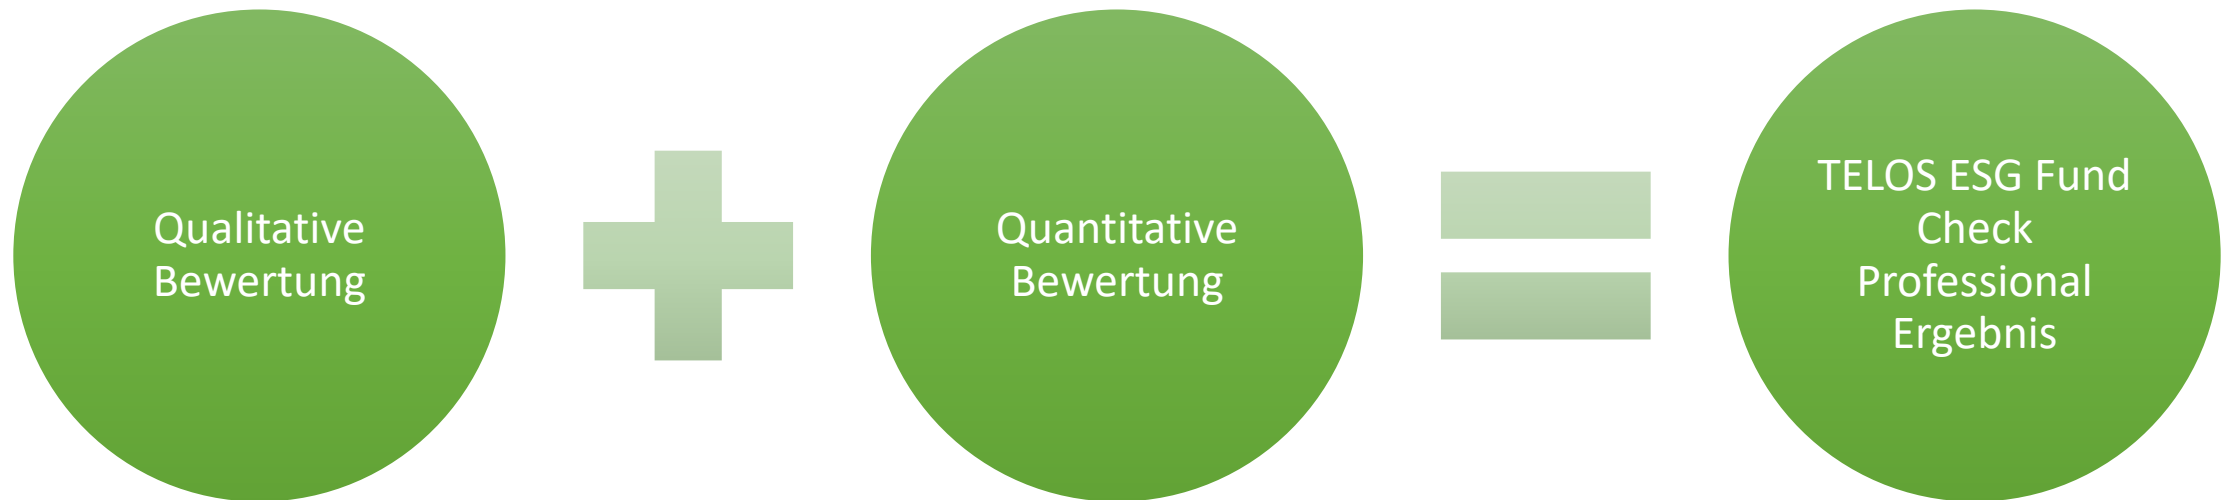 Qualitative
Bewertung
Quantitative
Bewertung
TELOS ESG Fund
Check
Professional
Ergebnis